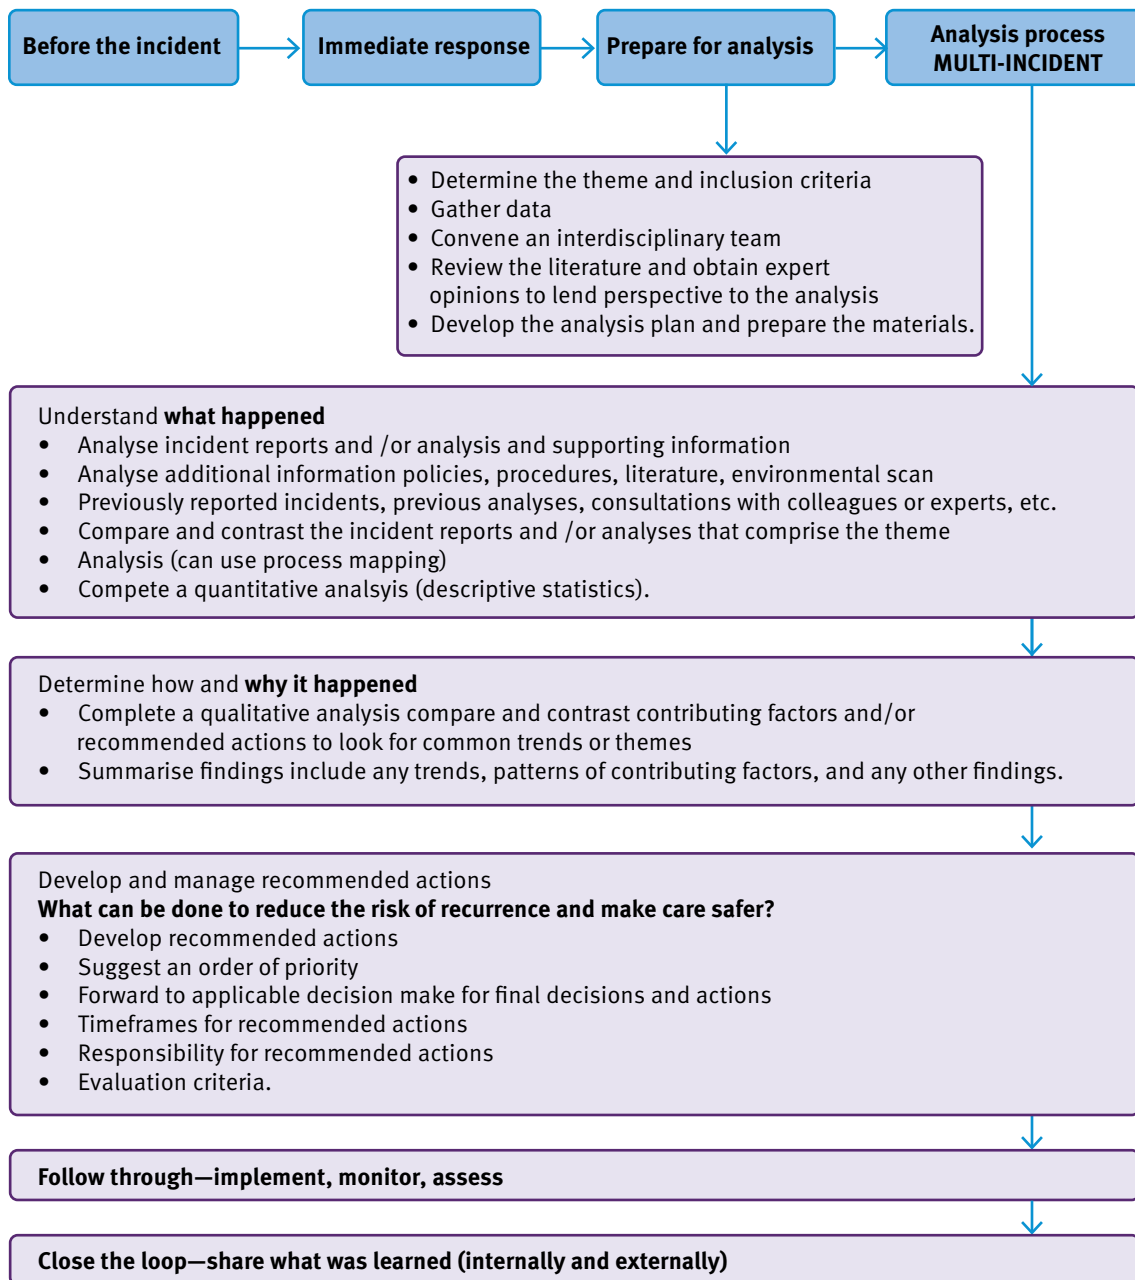 Before the incident
Immediate response
Prepare for analysis
Analysis process
MULTI-INCIDENT
• Determine the theme and inclusion criteria
• Gather data
• Convene an interdisciplinary team
• Review the literature and obtain expert
opinions to lend perspective to the analysis
• Develop the analysis plan and prepare the materials.
Understand what happened
• Analyse incident reports and /or analysis and supporting information
• Analyse additional information policies, procedures, literature, environmental scan
• Previously reported incidents, previous analyses, consultations with colleagues or experts, etc.
• Compare and contrast the incident reports and /or analyses that comprise the theme
• Analysis (can use process mapping)
• Compete a quantitative analsyis (descriptive statistics).
Determine how and why it happened
• Complete a qualitative analysis compare and contrast contributing factors and/or
recommended actions to look for common trends or themes
• Summarise findings include any trends, patterns of contributing factors, and any other findings.
Develop and manage recommended actions
What can be done to reduce the risk of recurrence and make care safer?
• Develop recommended actions
• Suggest an order of priority
• Forward to applicable decision make for final decisions and actions
• Timeframes for recommended actions
• Responsibility for recommended actions
• Evaluation criteria.
Follow through—implement, monitor, assess
Close the loop—share what was learned (internally and externally)